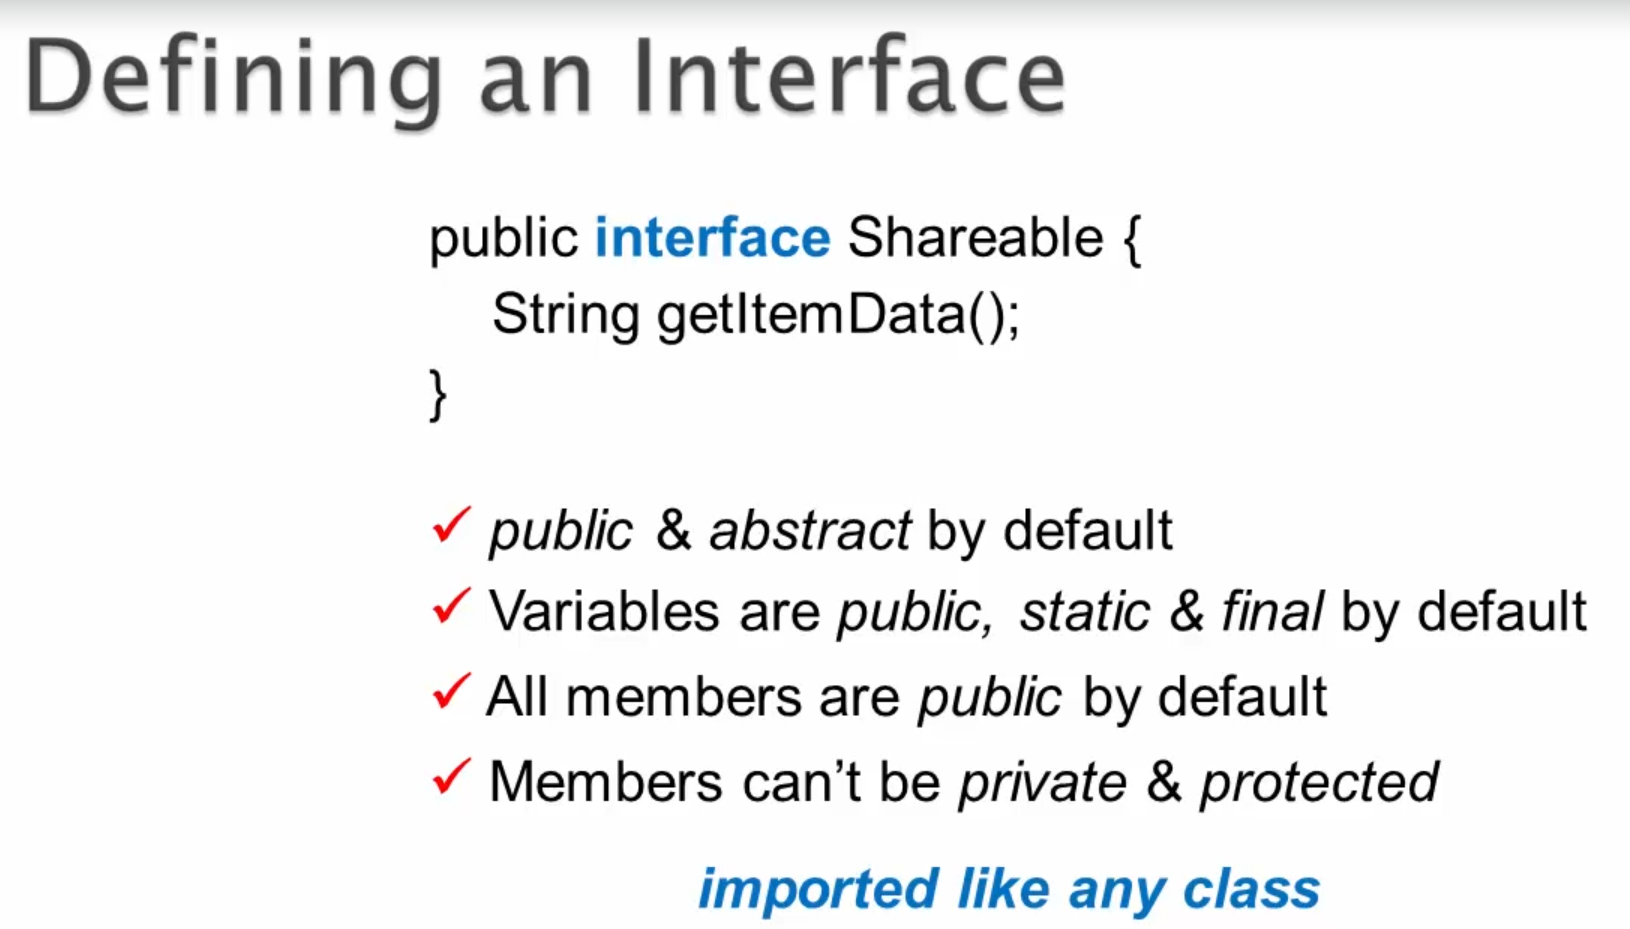 Defining an Interface
public interface Shareable {
String getItemData();
}
✓ public & abstract by default
✓ Variables are public, static & final by default
✓ All members are public by default
✓ Members can’t be private & protected
imported like any class